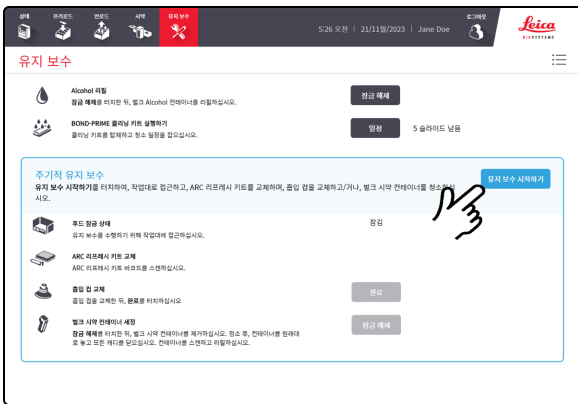 상태 프리로드 언로드 시약 유지 보수
5:26 오전 | 21/11월/2023 | Jane Doe
로그아웃
Leica
BIOSYSTEMS
유지 보수
Alcohol 리필
잠금 해제를 터치한 뒤, 벌크 Alcohol 컨테이너를 리필하십시오.
잠금 해제
BOND-PRIME 클리닝 키트 실행하기
클리닝 키트를 탑재하고 청소 일정을 잡으십시오.
일정
5 슬라이드 남음
주기적 유지 보수
유지 보수 시작하기를 터치하여, 작업대로 접근하고, ARC 리프레시 키트를 교체하며, 흡입 컵을 교체하고/거나, 벌크 시약 컨테이너를 청소하십
시오.
유지 보수 시작하기
후드 잠금 상태
유지 보수를 수행하기 위해 작업대에 접근하십시오.
잠김
ARC 리프레시 키트 교체
ARC 리프레시 키트 바코드를 스캔하십시오.
흡입 컵 교체
흡입 컵을 교체한 뒤, 완료를 터치하십시오
완료
벌크 시약 컨테이너 세정
잠금 해제를 터치한 뒤, 벌크 시약 컨테이너를 제거하십시오. 청소 후, 컨테이너를 원래대
로 놓고 모든 캐디를 닫으십시오. 컨테이너를 스캔하고 리필하십시오.
잠금 해제